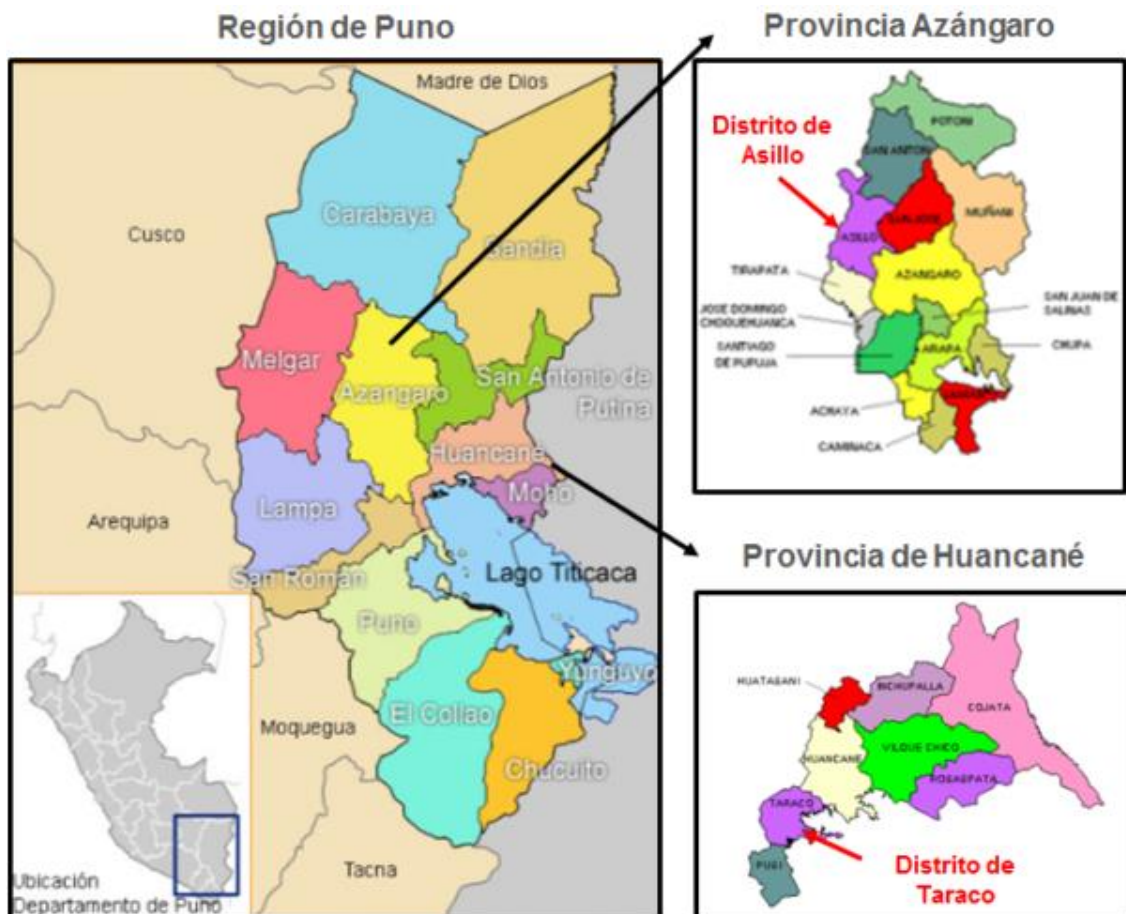 Región de Puno
Provincia Azángaro
Madre de Dios
Cusco
Carabaya
Sandia
Melgar
Azangaro
San Antonio de
Putina
Huancané
Moho
Lampa
Arequipa
San Román
Lago Titicaca
Puno
Yunguyo
El Collao
Moquegua
Chucuito
Tacna
Ubicación
Departamento de Puno
Distrito de
Asillo
POTONI
SAN ANTON
SAN JOSE
MUÑANI
ASILLO
TIRAPATA
AZANGARO
JOSE DOMINGO
CHOQUEHUANCA
SAN JUAN DE
SALINAS
SANTIAGO
DE PUPUJA
ARAPA
CHUPA
ACHAYA
CAMINACA
Provincia de Huancané
HUATASANI
INCHUPALLA
COJATA
HUANCANE
VILQUE CHICO
ROSASPATA
TARACO
PUSI
Distrito de
Taraco